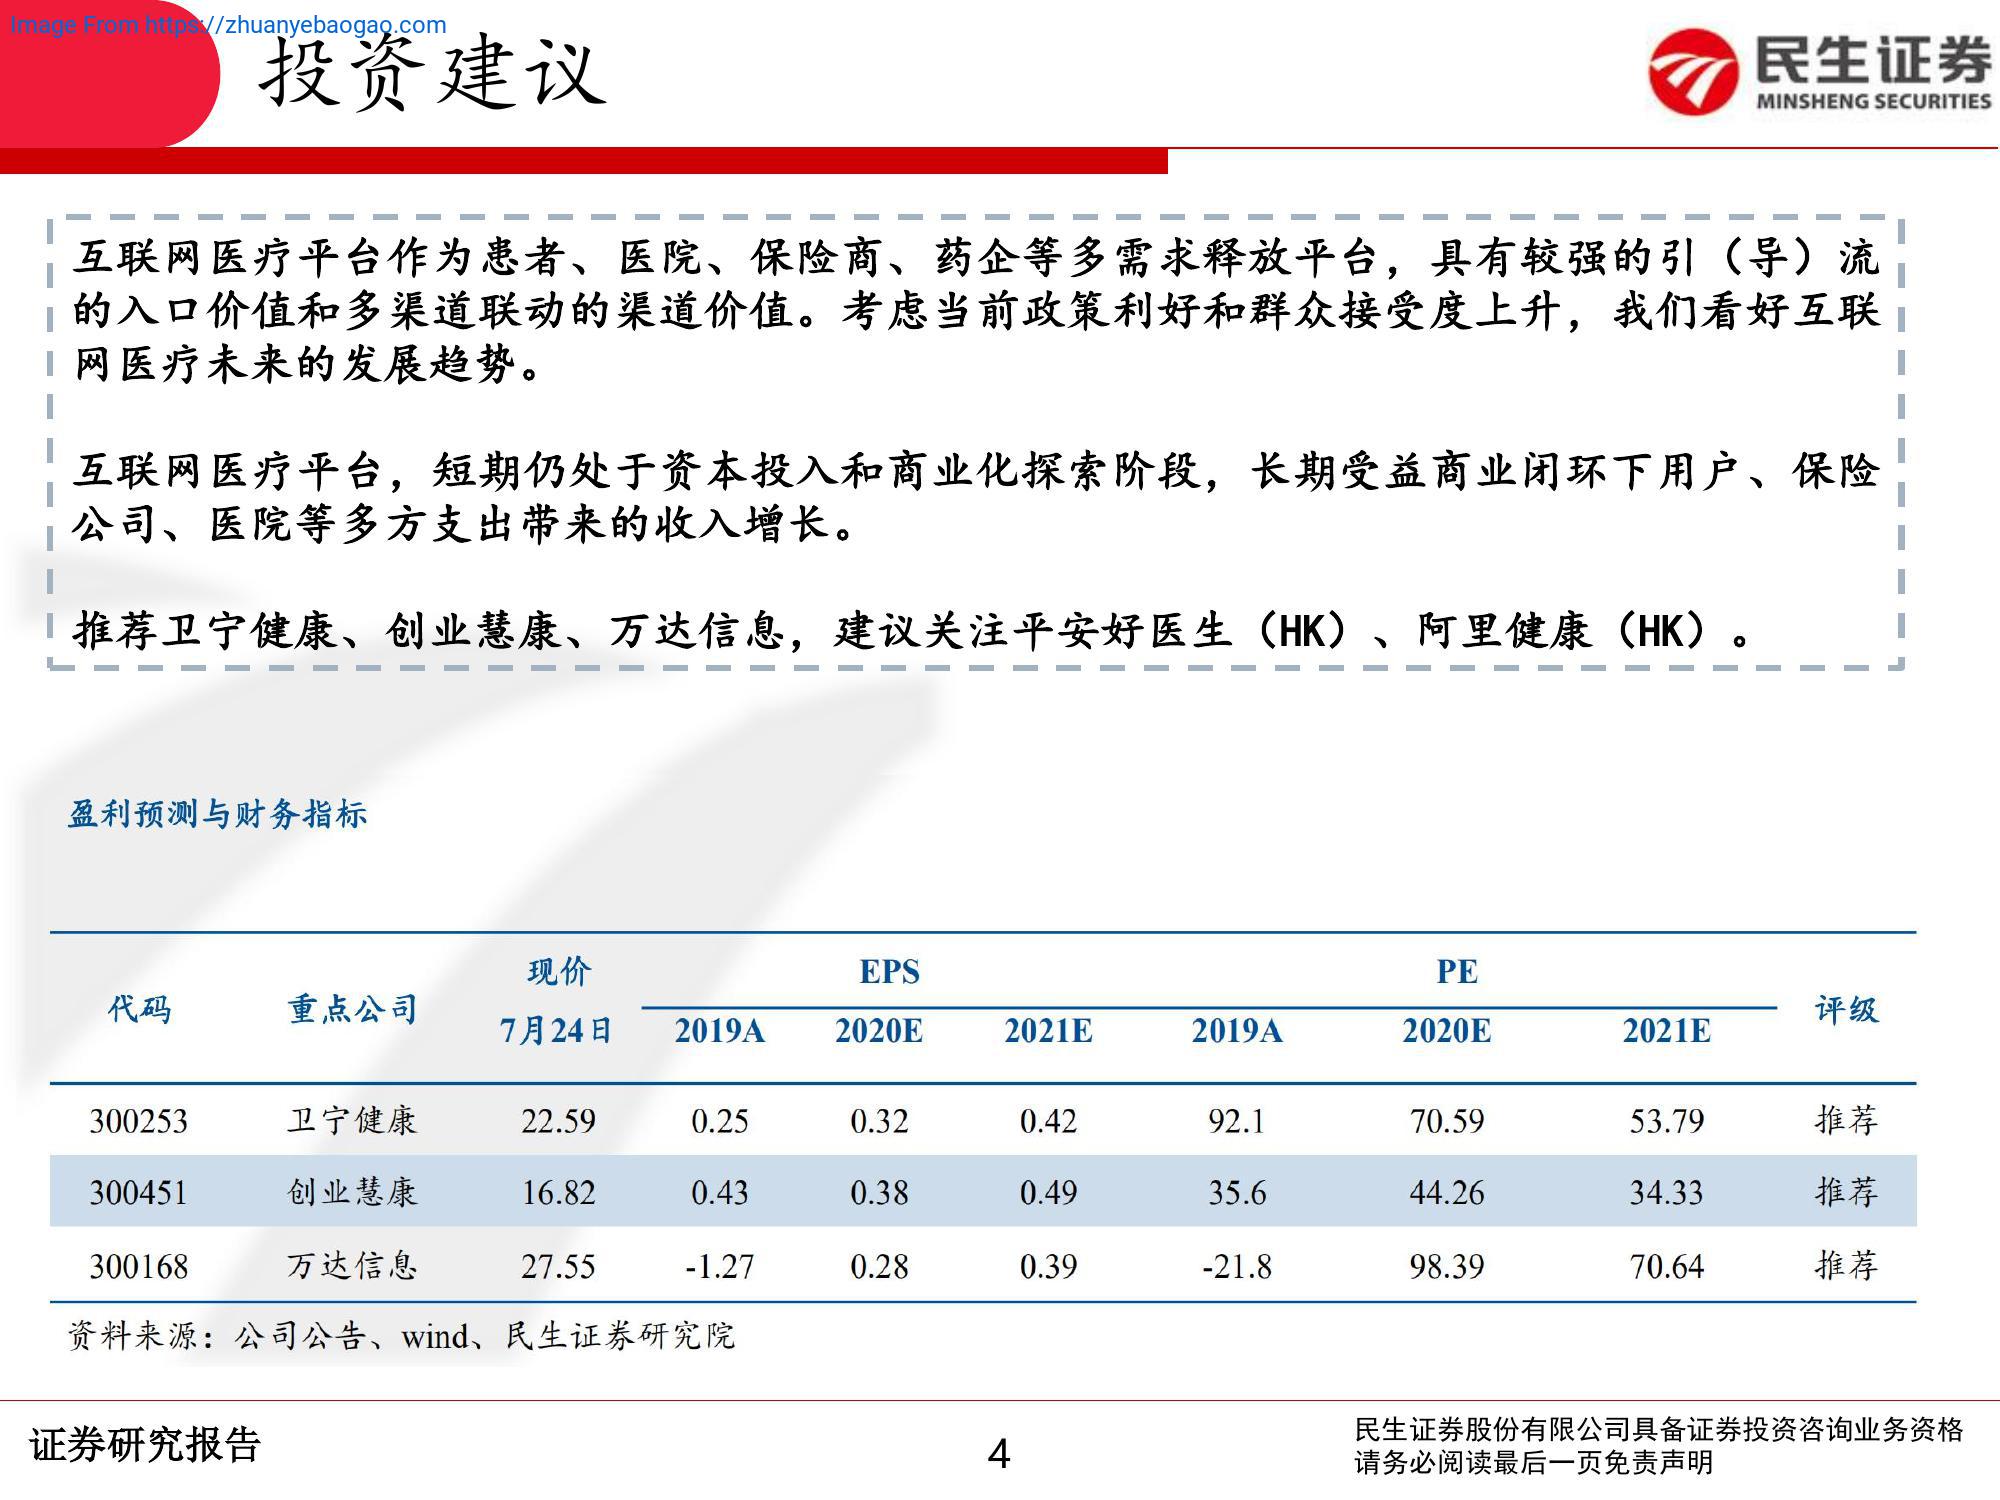 Image From https://zhuanyebaogao.com
投资建议
民生证券
MINSHENG SECURITIES
互联网医疗平台作为患者、医院、保险商、药企等多需求释放平台，具有较强的引（导）流
的入口价值和多渠道联动的渠道价值。考虑当前政策利好和群众接受度上升，我们看好互联
网医疗未来的发展趋势。
互联网医疗平台，短期仍处于资本投入和商业化探索阶段，长期受益商业闭环下用户、保险
公司、医院等多方支出带来的收入增长。
推荐卫宁健康、创业慧康、万达信息，建议关注平安好医生（HK）、阿里健康（HK）。
盈利预测与财务指标
代码 重点公司 现价 EPS PE 评级
7月24日 2019A 2020E 2021E 2019A 2020E 2021E
300253 卫宁健康 22.59 0.25 0.32 0.42 92.1 70.59 53.79 推荐
300451 创业慧康 16.82 0.43 0.38 0.49 35.6 44.26 34.33 推荐
300168 万达信息 27.55 -1.27 0.28 0.39 -21.8 98.39 70.64 推荐
资料来源：公司公告、wind、民生证券研究院
证券研究报告
4
民生证券股份有限公司具备证券投资咨询业务资格
请务必阅读最后一页免责声明